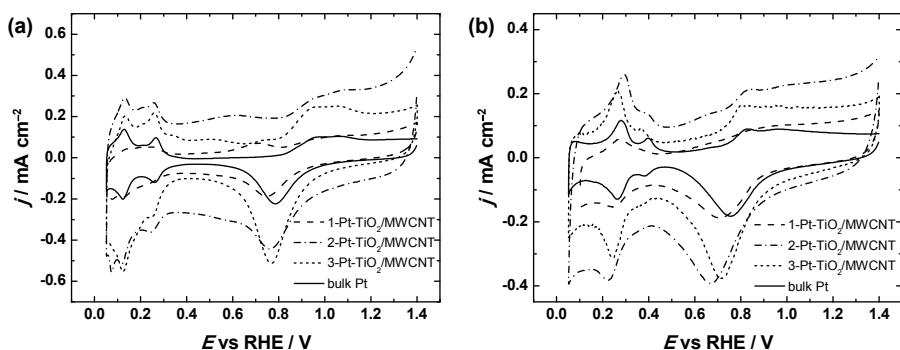 (a)
0.6
0.4
0.2
0.0
-0.2
-0.4
-0.6
j / mA cm⁻²
1-Pt-TiO₂/MWCNT
2-Pt-TiO₂/MWCNT
3-Pt-TiO₂/MWCNT
bulk Pt
0.0 0.2 0.4 0.6 0.8 1.0 1.2 1.4
E vs RHE / V
(b)
0.4
0.2
0.0
-0.2
-0.4
j / mA cm⁻²
1-Pt-TiO₂/MWCNT
2-Pt-TiO₂/MWCNT
3-Pt-TiO₂/MWCNT
bulk Pt
0.0 0.2 0.4 0.6 0.8 1.0 1.2 1.4
E vs RHE / V